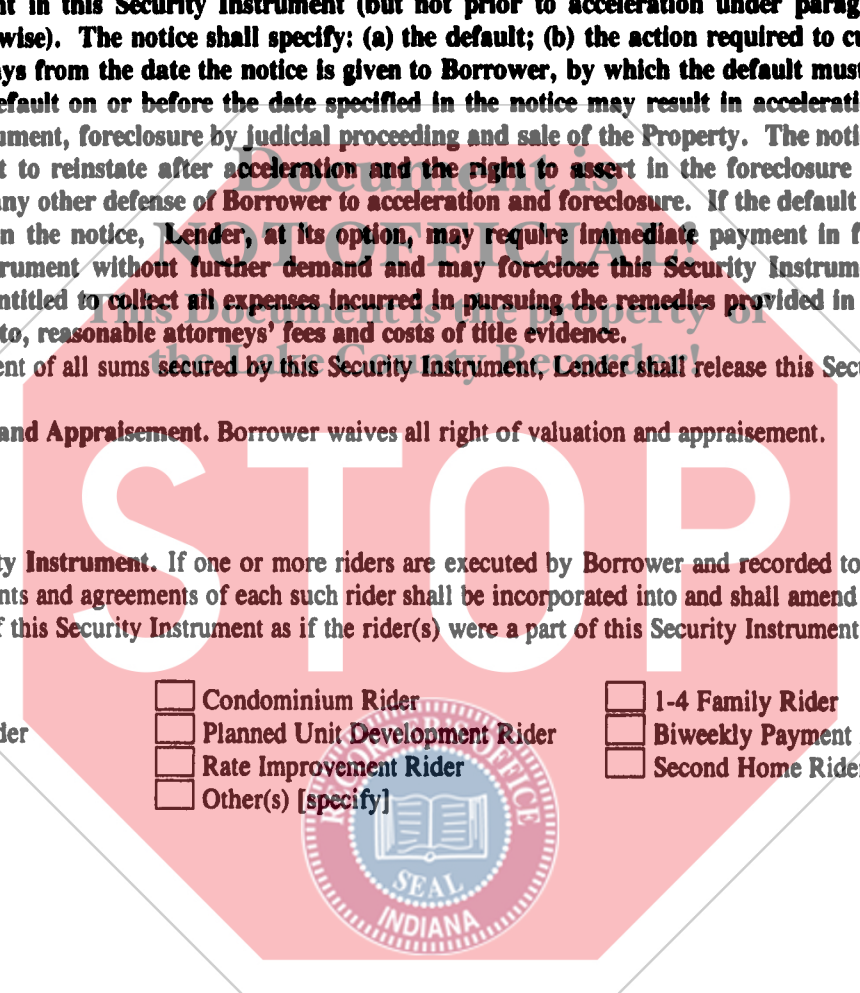 nt in this Security Instrument (but not prior to acceleration under parag
wise). The notice shall specify: (a) the default; (b) the action required to cu
ys from the date the notice is given to Borrower, by which the default must
efault on or before the date specified in the notice may result in accelerati
ument, foreclosure by judicial proceeding and sale of the Property. The noti
t to reinstate after acceleration and the right to assert in the foreclosure
Document is
any other defense of Borrower to acceleration and foreclosure. If the default
n the notice, Lender, at its option, may require immediate payment in f
NOT OFFICIAL!
rument without further demand and may foreclose this Security Instrum
ntitled to collect all expenses incurred in pursuing the remedies provided in
This Document is the property of
to, reasonable attorneys' fees and costs of title evidence.
the Lake County Recorder!
ent of all sums secured by this Security Instrument, Lender shall release this Secu
and Appraisement. Borrower waives all right of valuation and appraisement.
STOP
ty Instrument. If one or more riders are executed by Borrower and recorded to
nts and agreements of each such rider shall be incorporated into and shall amend
f this Security Instrument as if the rider(s) were a part of this Security Instrument
Condominium Rider 1-4 Family Rider
der Planned Unit Development Rider Biweekly Payment
Rate Improvement Rider Second Home Rider
Other(s) [specify]
RECORDER'S OFFICE
SEAL
INDIANA